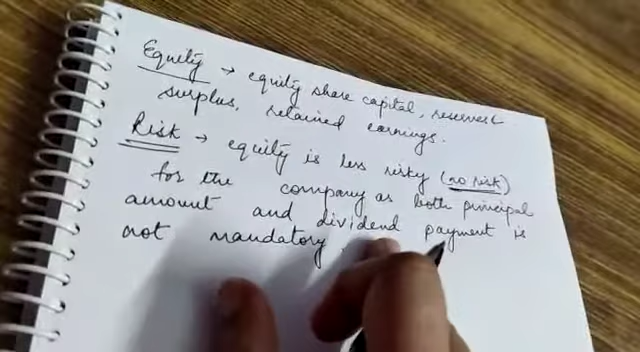 Equity → equity share capital, reserves &
surplus, retained earnings.
Risk → equity is less risky (no risk)
for the company as both principal
amount and dividend payment is
not mandatory